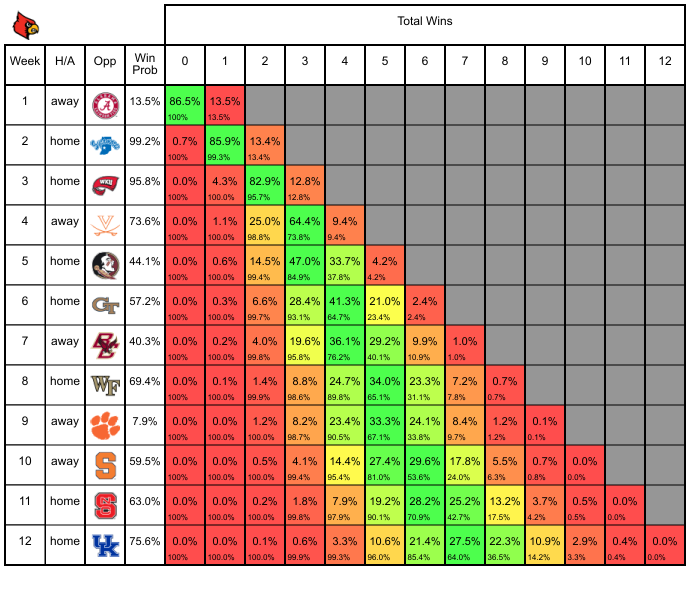 Total Wins
Week H/A Opp Win Prob 0 1 2 3 4 5 6 7 8 9 10 11 12
1 away A 13.5% 86.5% 13.5%
100% 13.5%
2 home 99.2% 0.7% 85.9% 13.4%
100% 99.3% 13.4%
3 home WKU 95.8% 0.0% 4.3% 82.9% 12.8%
100% 100.0% 95.7% 12.8%
4 away V 73.6% 0.0% 1.1% 25.0% 64.4% 9.4%
100% 100.0% 98.8% 73.8% 9.4%
5 home 44.1% 0.0% 0.6% 14.5% 47.0% 33.7% 4.2%
100% 100.0% 99.4% 84.9% 37.8% 4.2%
6 home GT 57.2% 0.0% 0.3% 6.6% 28.4% 41.3% 21.0% 2.4%
100% 100.0% 99.7% 93.1% 64.7% 23.4% 2.4%
7 away BC 40.3% 0.0% 0.2% 4.0% 19.6% 36.1% 29.2% 9.9% 1.0%
100% 100.0% 99.8% 95.8% 76.2% 40.1% 10.9% 1.0%
8 home WF 69.4% 0.0% 0.1% 1.4% 8.8% 24.7% 34.0% 23.3% 7.2% 0.7%
100% 100.0% 99.9% 98.6% 89.8% 65.1% 31.1% 7.8% 0.7%
9 away 7.9% 0.0% 0.0% 1.2% 8.2% 23.4% 33.3% 24.1% 8.4% 1.2% 0.1%
100% 100.0% 100.0% 98.7% 90.5% 67.1% 33.8% 9.7% 1.2% 0.1%
10 away S 59.5% 0.0% 0.0% 0.5% 4.1% 14.4% 27.4% 29.6% 17.8% 5.5% 0.7% 0.0%
100% 100.0% 100.0% 99.4% 95.4% 81.0% 53.6% 24.0% 6.3% 0.8% 0.0%
11 home NCS 63.0% 0.0% 0.0% 0.2% 1.8% 7.9% 19.2% 28.2% 25.2% 13.2% 3.7% 0.5% 0.0%
100% 100.0% 100.0% 99.8% 97.9% 90.1% 70.9% 42.7% 17.5% 4.2% 0.5% 0.0%
12 home UK 75.6% 0.0% 0.0% 0.1% 0.6% 3.3% 10.6% 21.4% 27.5% 22.3% 10.9% 2.9% 0.4% 0.0%
100% 100.0% 100.0% 99.9% 99.3% 96.0% 85.4% 64.0% 36.5% 14.2% 3.3% 0.4% 0.0%